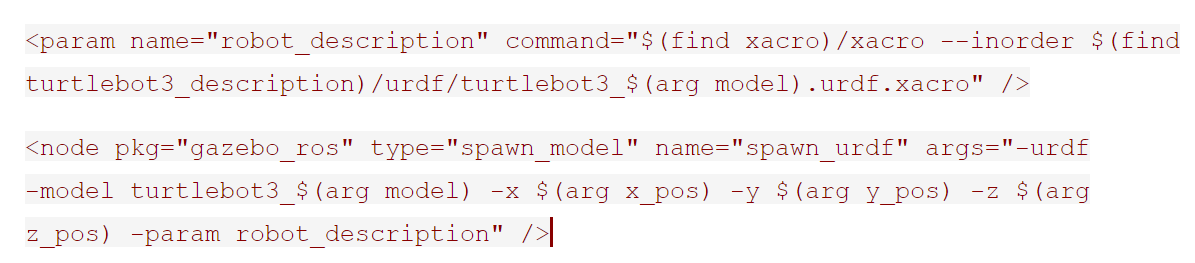 <param name="robot_description" command="$(find xacro)/xacro --inorder $(find
turtlebot3_description)/urdf/turtlebot3_$(arg model).urdf.xacro" />
<node pkg="gazebo_ros" type="spawn_model" name="spawn_urdf" args="-urdf
-model turtlebot3_$(arg model) -x $(arg x_pos) -y $(arg y_pos) -z $(arg
z_pos) -param robot_description" />